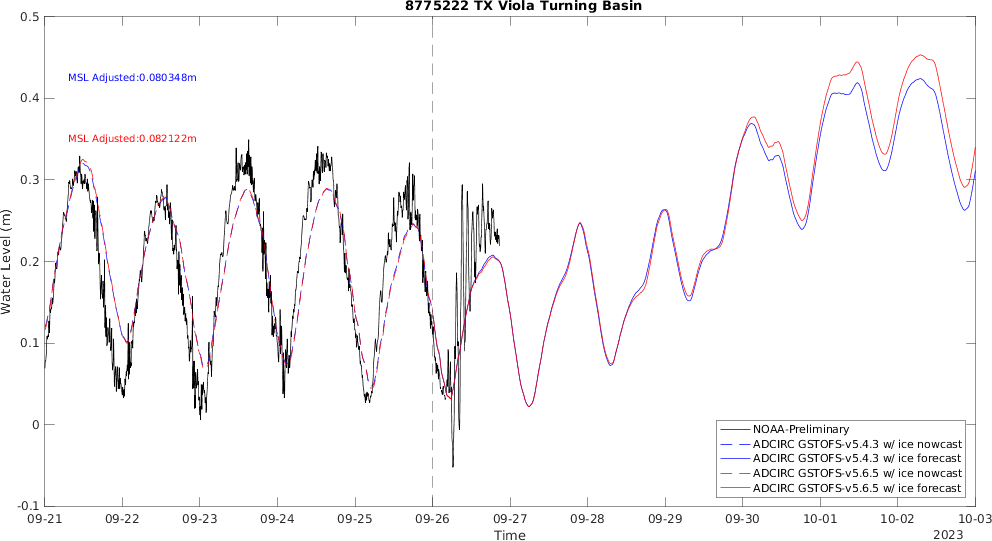 8775222 TX Viola Turning Basin
0.5
MSL Adjusted:0.080348m
0.4
MSL Adjusted:0.082122m
0.3
Water Level (m)
0.2
0.1
0
NOAA-Preliminary
ADCIRC GSTOFS-v5.4.3 w/ ice nowcast
ADCIRC GSTOFS-v5.4.3 w/ ice forecast
ADCIRC GSTOFS-v5.6.5 w/ ice nowcast
ADCIRC GSTOFS-v5.6.5 w/ ice forecast
-0.1
09-21 09-22 09-23 09-24 09-25 09-26 09-27 09-28 09-29 09-30 10-01 10-02 10-03
Time
2023